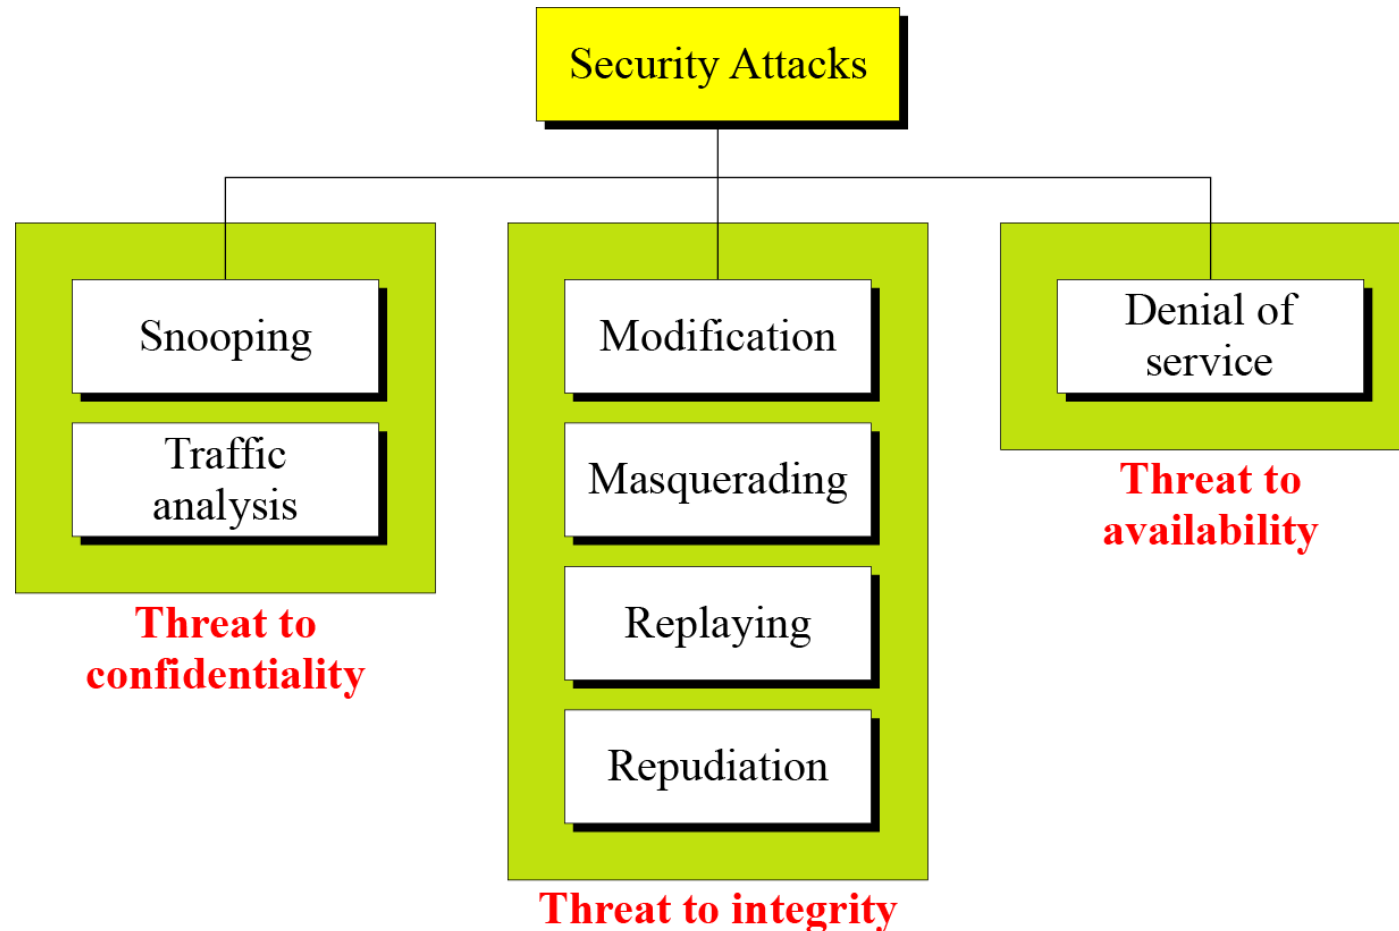 Security Attacks
Snooping
Traffic
analysis
Threat to
confidentiality
Modification
Masquerading
Replaying
Repudiation
Threat to integrity
Denial of
service
Threat to
availability